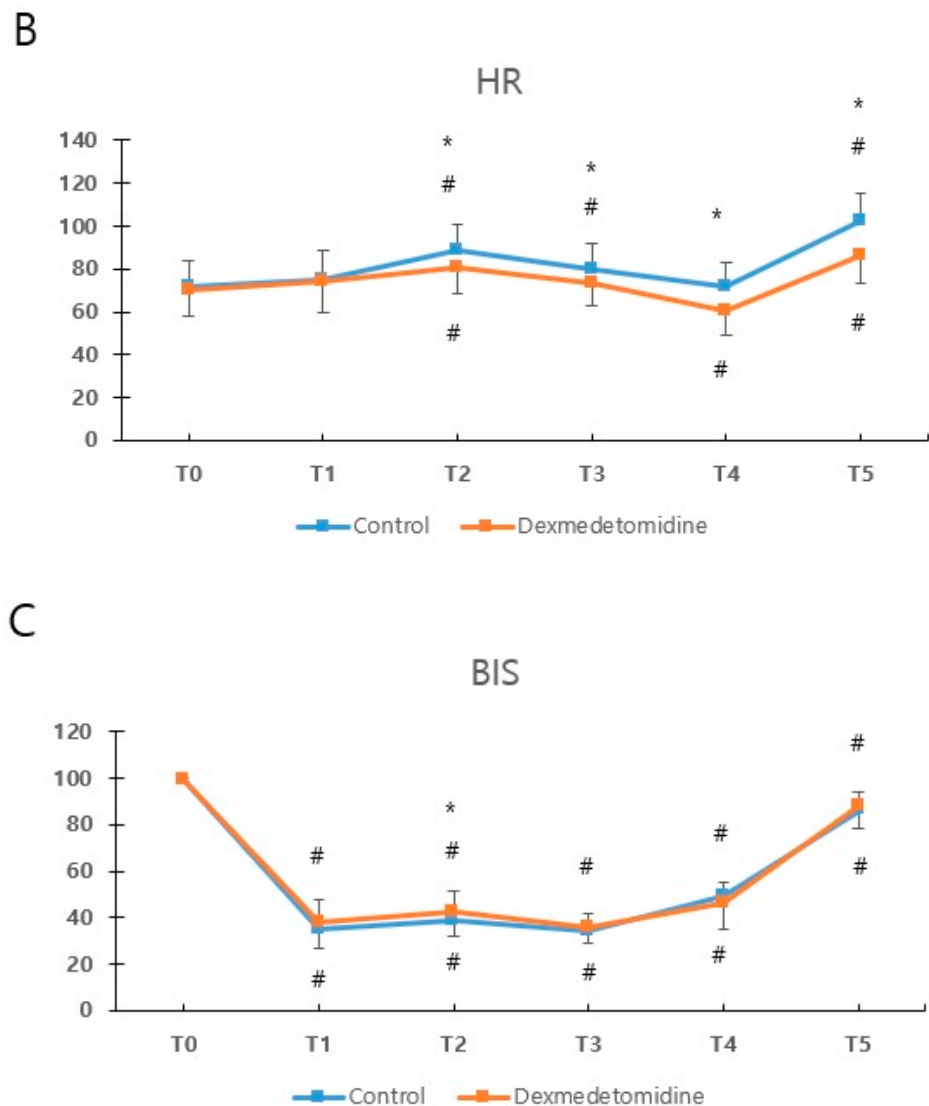 B
HR
* * * *
# # #
140
120
100
80
60
40
20
0
# # #
T0 T1 T2 T3 T4 T5
Control Dexmedetomidine
C
BIS
120
100
80
60
40
20
0
*
# # # # #
# # # # #
T0 T1 T2 T3 T4 T5
Control Dexmedetomidine